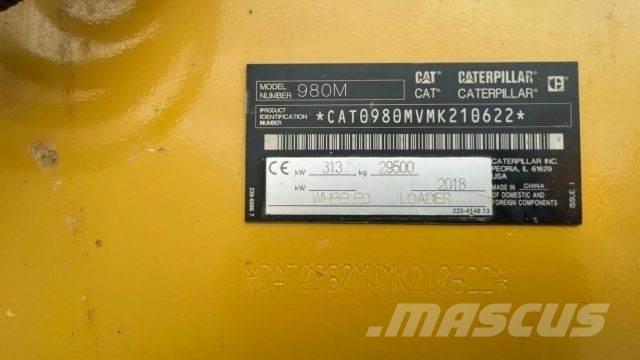 MODEL NUMBER 980M
CAT CATERPILLAR
CAT® CATERPILLAR®
PRODUCT IDENTIFICATION NUMBER *CAT0980MVMK210622*
CE kW 313 kg 29500
kW 2018
WHEELED LOADER
225-4148 13
CATERPILLAR INC.
PEORIA, IL 61629
USA
MADE IN CHINA
OF DOMESTIC AND
FOREIGN COMPONENTS
ISSUE 1
*CAT0980MVMK210622*
MASCUS